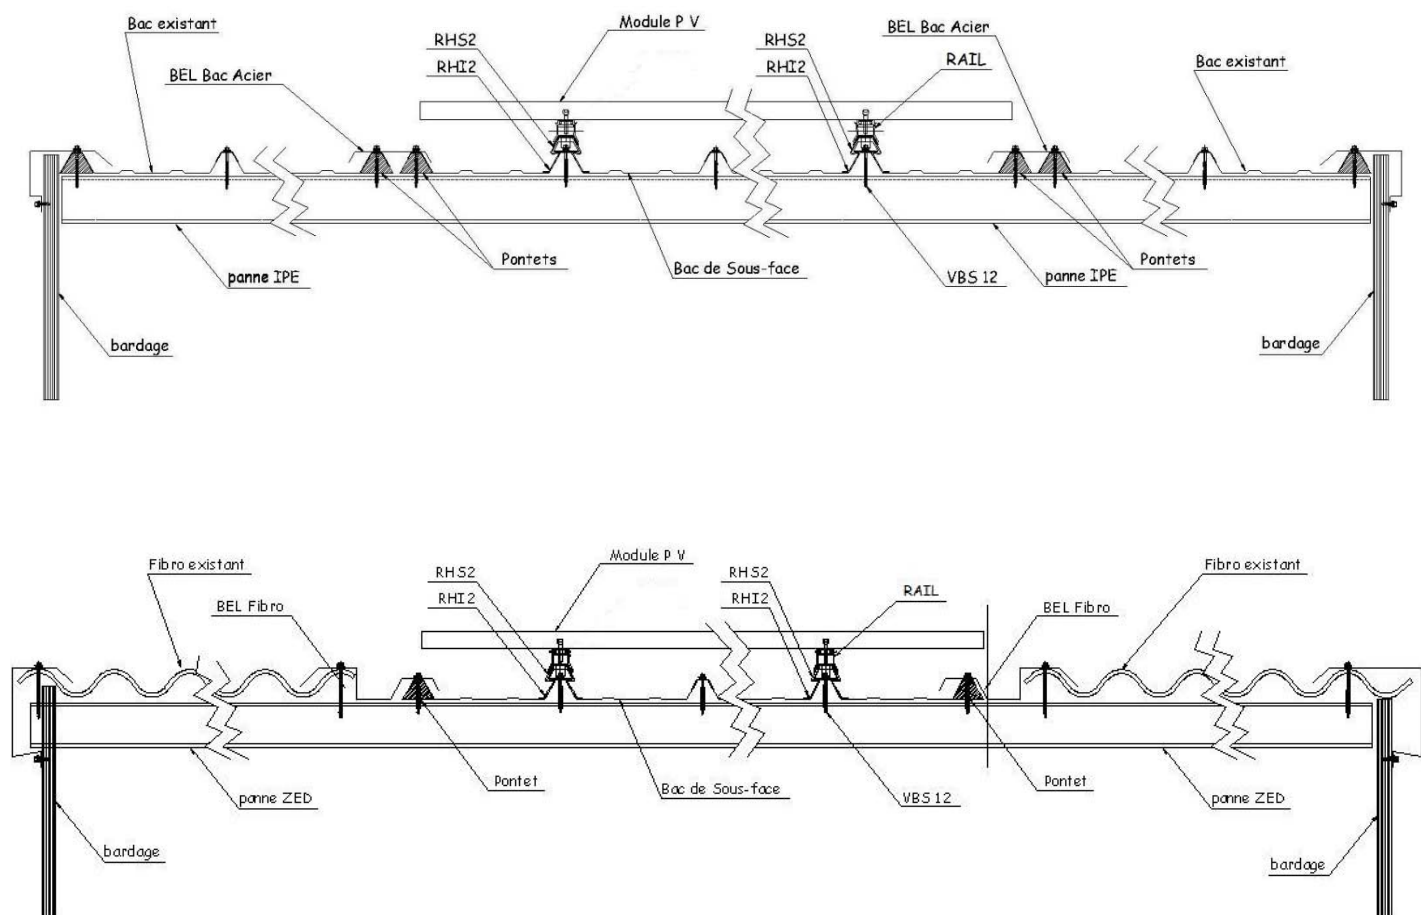 Bac existant
Module P V
BEL Bac Acier
RHS2
RHS2
RHI2
RHI2
RAIL
Bac existant
BEL Bac Acier
Pontets
Bac de Sous-face
VBS 12
Pontets
panne IPE
panne IPE
bardage
bardage
Fibro existant
Module P V
Fibro existant
RHS2
RHS2
RHI2
RHI2
RAIL
BEL Fibro
BEL Fibro
Pontet
Bac de Sous-face
VBS 12
Pontet
panne ZED
panne ZED
bardage
bardage